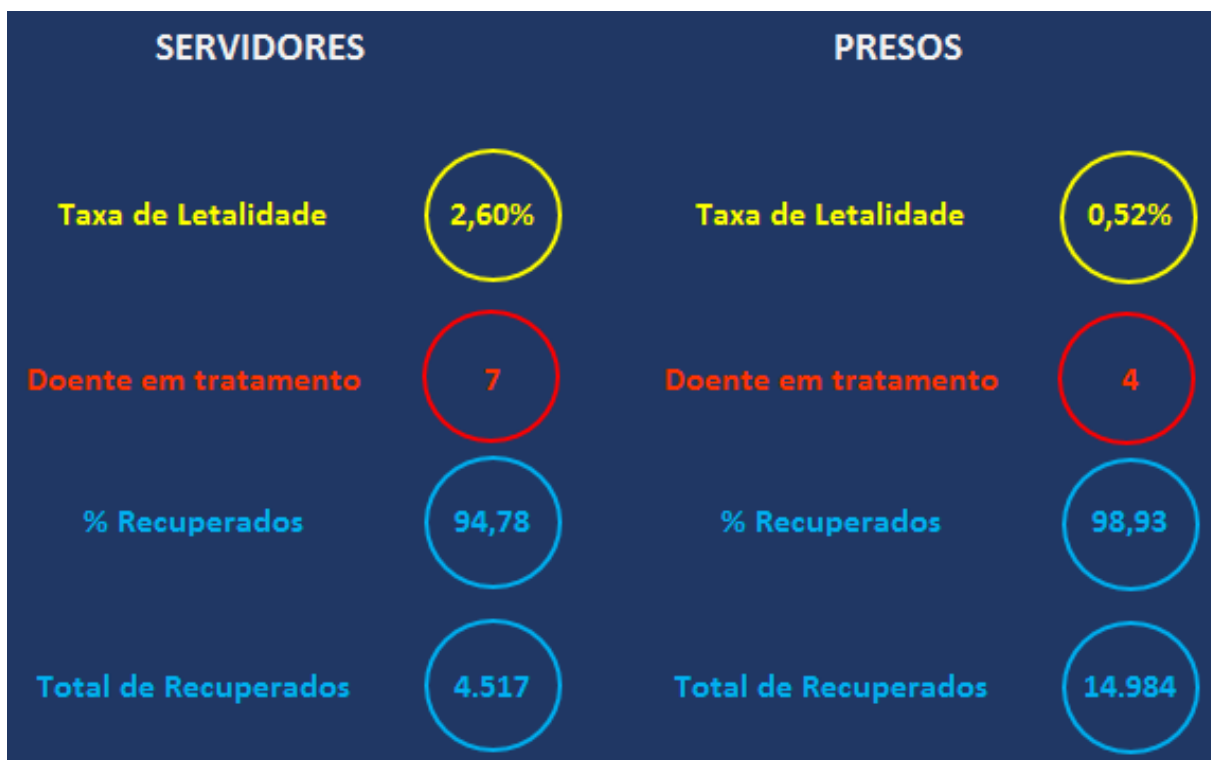 SERVIDORES
PRESOS
Taxa de Letalidade
2,60%
Taxa de Letalidade
0,52%
Doente em tratamento
7
Doente em tratamento
4
% Recuperados
94,78
% Recuperados
98,93
Total de Recuperados
4.517
Total de Recuperados
14.984